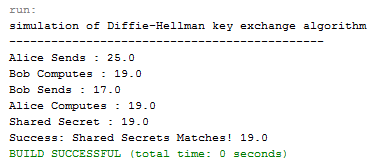 run:
simulation of Diffie-Hellman key exchange algorithm
---------------------------------------------
Alice Sends : 25.0
Bob Computes : 19.0
Bob Sends : 17.0
Alice Computes : 19.0
Shared Secret : 19.0
Success: Shared Secrets Matches! 19.0
BUILD SUCCESSFUL (total time: 0 seconds)